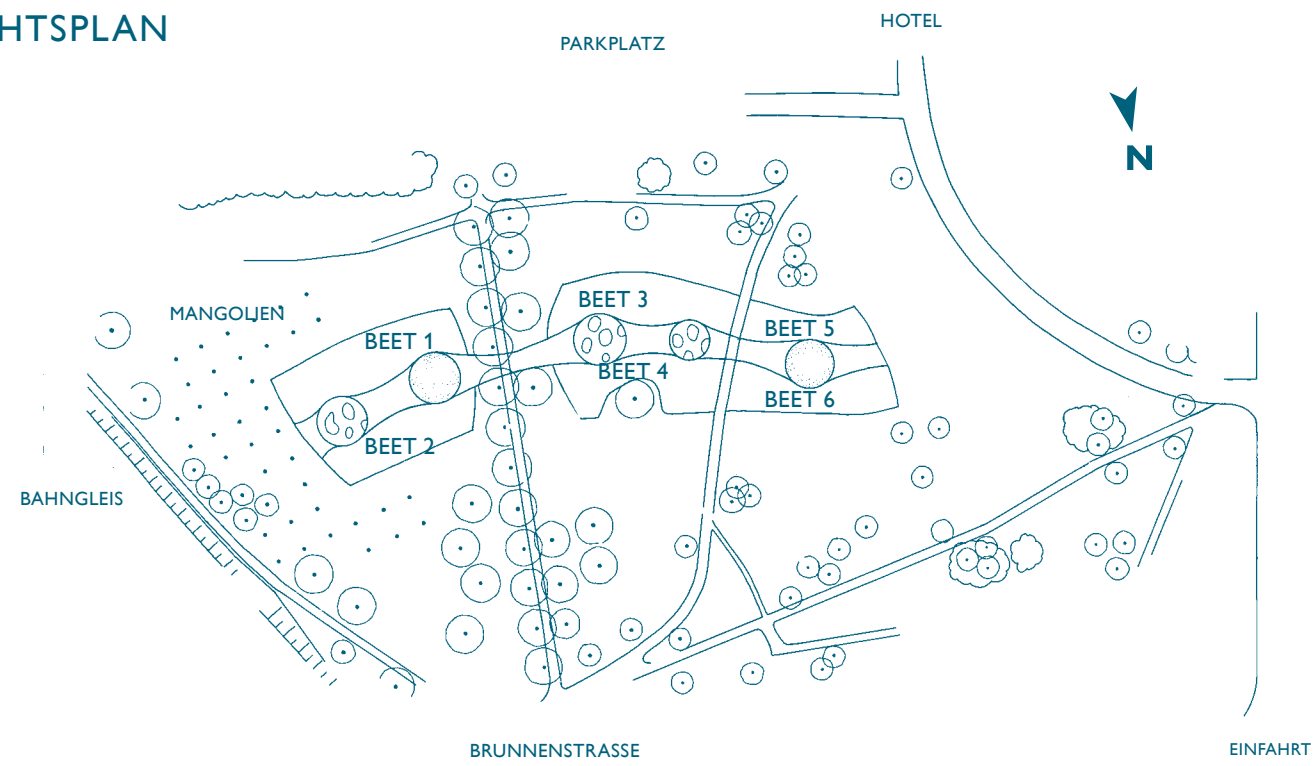 HTSPLAN
HOTEL
PARKPLATZ
N
MANGOLIEN
BEET 3
BEET 5
BEET 1
BEET 4
BEET 6
BEET 2
BAHNGLEIS
BRUNNENSTRASSE
EINFAHRT